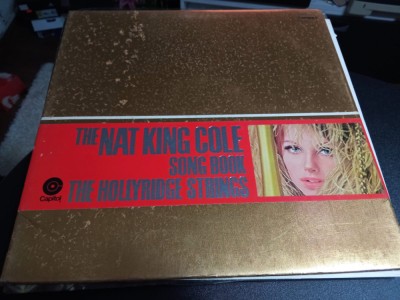 THE NAT KING COLE
SONG BOOK
THE HOLLYRIDGE STRINGS
Capitol